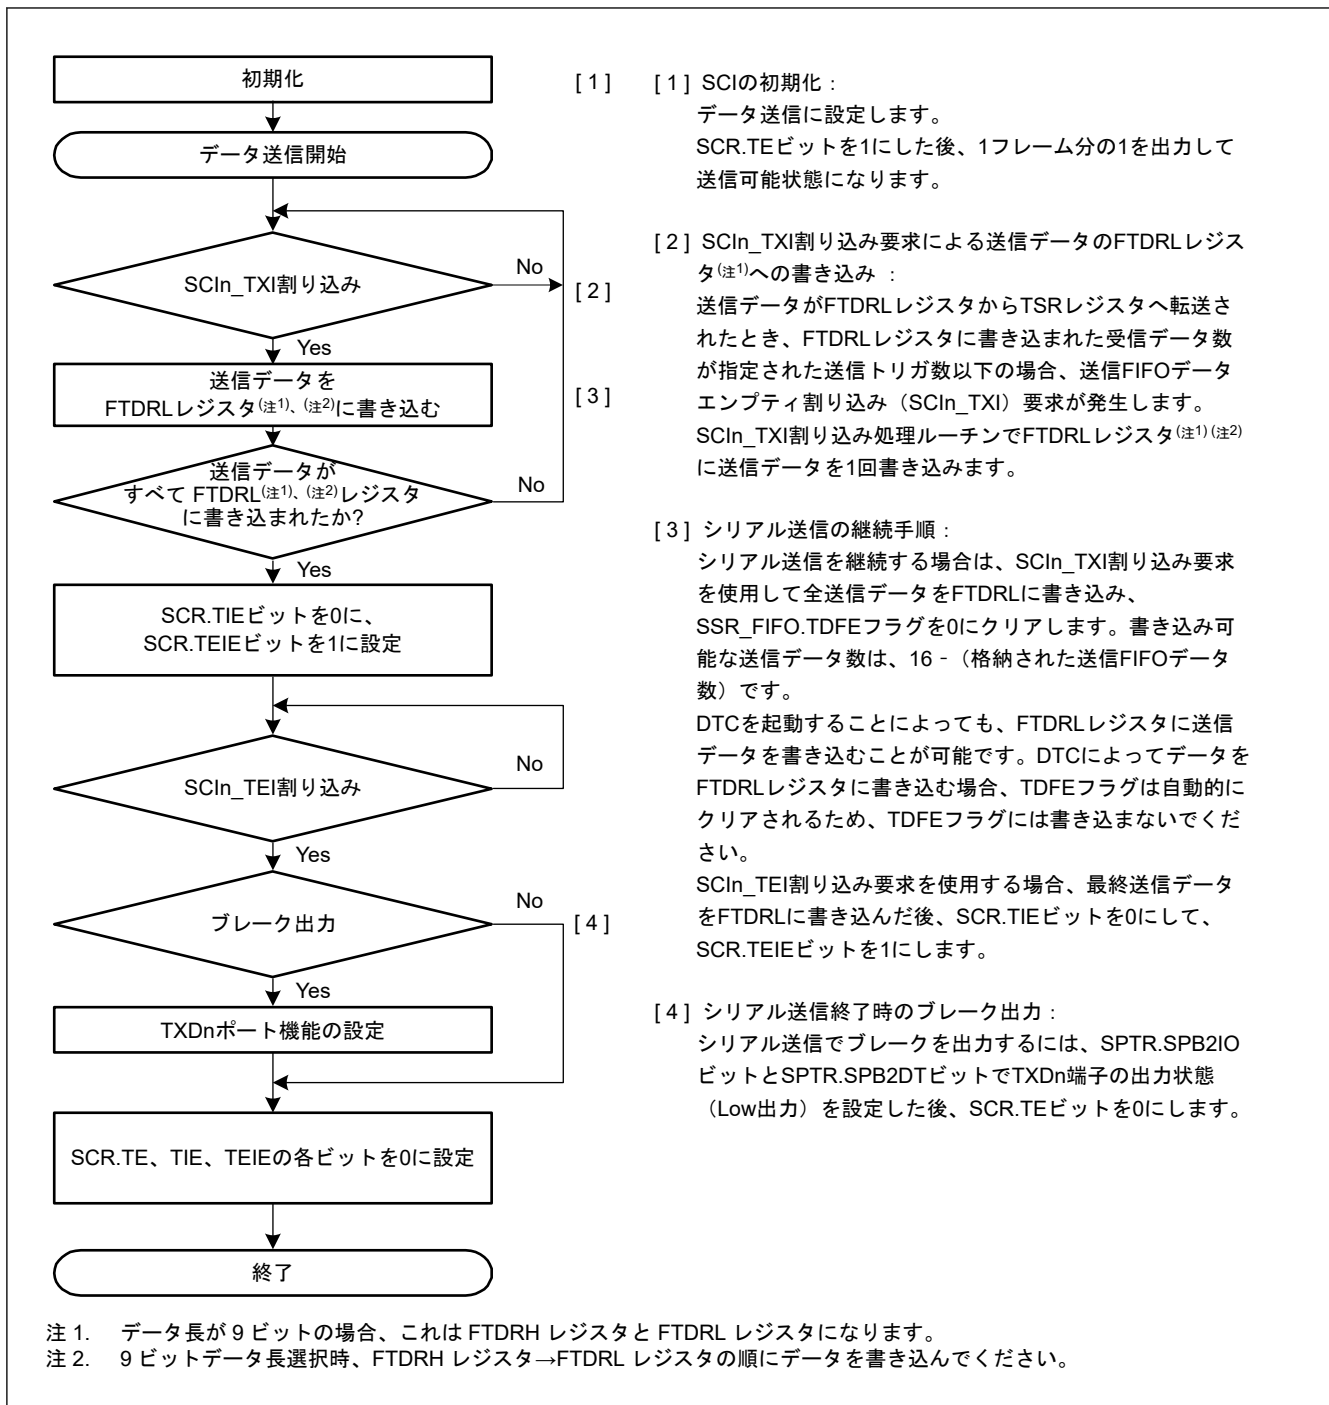 初期化
[ 1 ]
データ送信開始
SCIn_TXI割り込み
No
[ 2 ]
Yes
送信データを
FTDRLレジスタ(注1)、(注2)に書き込む
[ 3 ]
送信データが
すべて FTDRL(注1)、(注2)レジスタ
に書き込まれたか?
No
Yes
SCR.TIEビットを0に、
SCR.TEIEビットを1に設定
SCIn_TEI割り込み
No
Yes
ブレーク出力
No
[ 4 ]
Yes
TXDnポート機能の設定
SCR.TE、TIE、TEIEの各ビットを0に設定
終了
[ 1 ] SCIの初期化：
データ送信に設定します。
SCR.TEビットを1にした後、1フレーム分の1を出力して
送信可能状態になります。
[ 2 ] SCIn_TXI割り込み要求による送信データのFTDRLレジス
タ(注1)への書き込み ：
送信データがFTDRLレジスタからTSRレジスタへ転送さ
れたとき、FTDRLレジスタに書き込まれた受信データ数
が指定された送信トリガ数以下の場合、送信FIFOデータ
エンプティ割り込み（SCIn_TXI）要求が発生します。
SCIn_TXI割り込み処理ルーチンでFTDRLレジスタ(注1) (注2)
に送信データを1回書き込みます。
[ 3 ] シリアル送信の継続手順：
シリアル送信を継続する場合は、SCIn_TXI割り込み要求
を使用して全送信データをFTDRLに書き込み、
SSR_FIFO.TDFEフラグを0にクリアします。書き込み可
能な送信データ数は、16 -（格納された送信FIFOデータ
数）です。
DTCを起動することによっても、FTDRLレジスタに送信
データを書き込むことが可能です。DTCによってデータを
FTDRLレジスタに書き込む場合、TDFEフラグは自動的に
クリアされるため、TDFEフラグには書き込まないでくだ
さい。
SCIn_TEI割り込み要求を使用する場合、最終送信データ
をFTDRLに書き込んだ後、SCR.TIEビットを0にして、
SCR.TEIEビットを1にします。
[ 4 ] シリアル送信終了時のブレーク出力：
シリアル送信でブレークを出力するには、SPTR.SPB2IO
ビットとSPTR.SPB2DTビットでTXDn端子の出力状態
（Low出力）を設定した後、SCR.TEビットを0にします。
注 1. データ長が 9 ビットの場合、これは FTDRH レジスタと FTDRL レジスタになります。
注 2. 9 ビットデータ長選択時、FTDRH レジスタ→FTDRL レジスタの順にデータを書き込んでください。